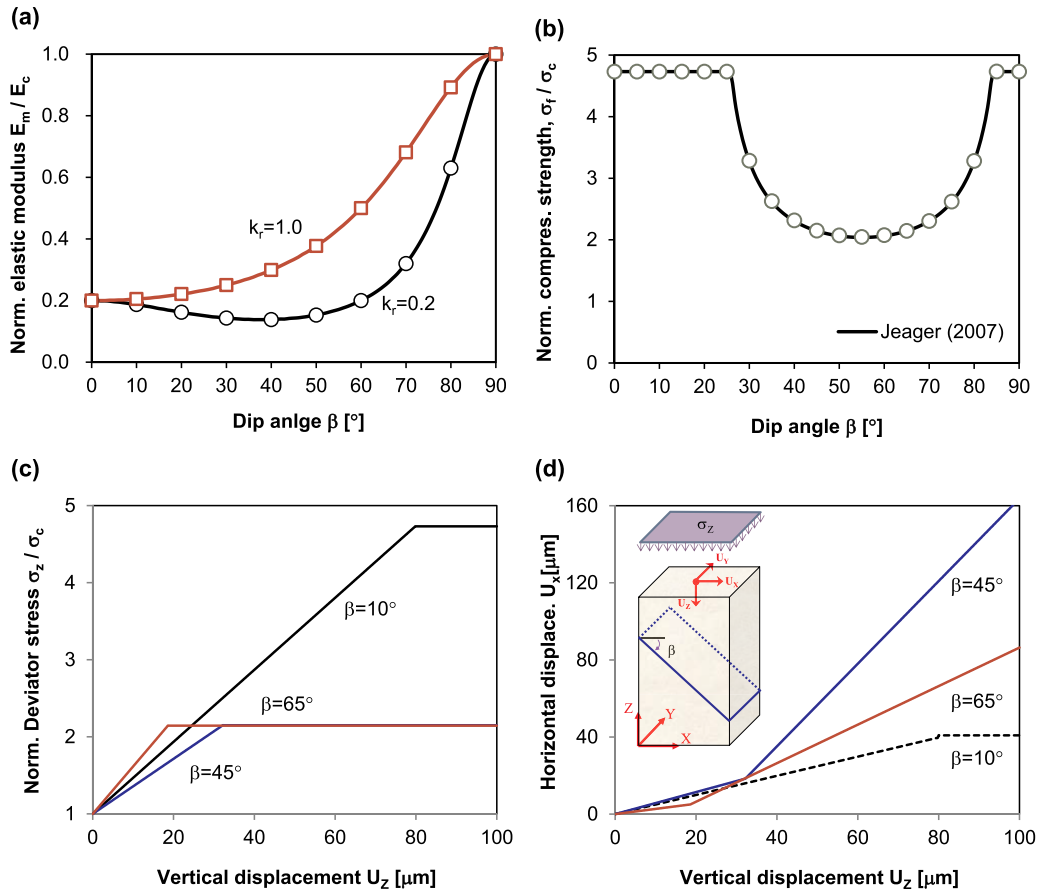 (a)
Norm. elastic modulus Em / Ec
1.0
0.8
0.6
0.4
0.2
0.0
kr=1.0
kr=0.2
0 10 20 30 40 50 60 70 80 90
Dip anlge β [°]
(b)
Norm. compres. strength, σf / σc
5
4
3
2
1
0
Jeager (2007)
0 10 20 30 40 50 60 70 80 90
Dip angle β [°]
(c)
Norm. Deviator stress σz / σc
5
4
3
2
1
β=10°
β=65°
β=45°
0 20 40 60 80 100
Vertical displacement UZ [μm]
(d)
Horizontal displace. Ux[μm]
160
120
80
40
0
σZ
UY
UX
UZ
β
Z
Y
X
β=45°
β=65°
β=10°
0 20 40 60 80 100
Vertical displacement UZ [μm]